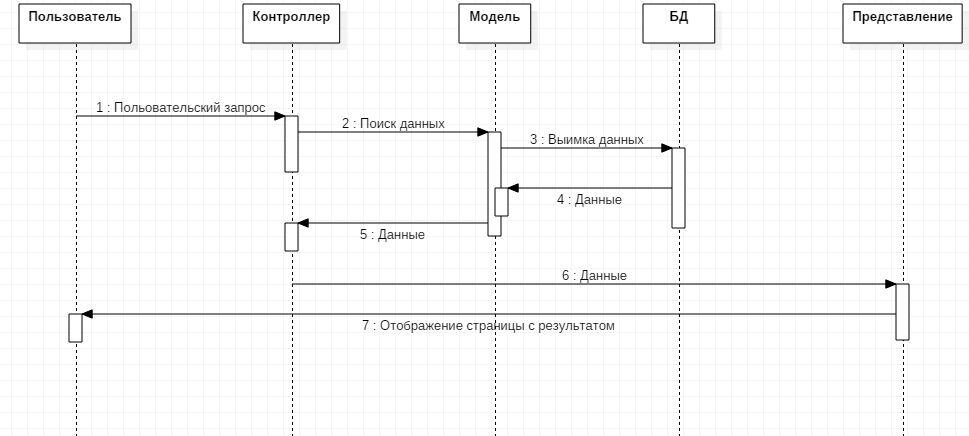 Пользователь
Контроллер
Модель
БД
Представление
1 : Польовательский запрос
2 : Поиск данных
3 : Выимка данных
4 : Данные
5 : Данные
6 : Данные
7 : Отображение страницы с результатом